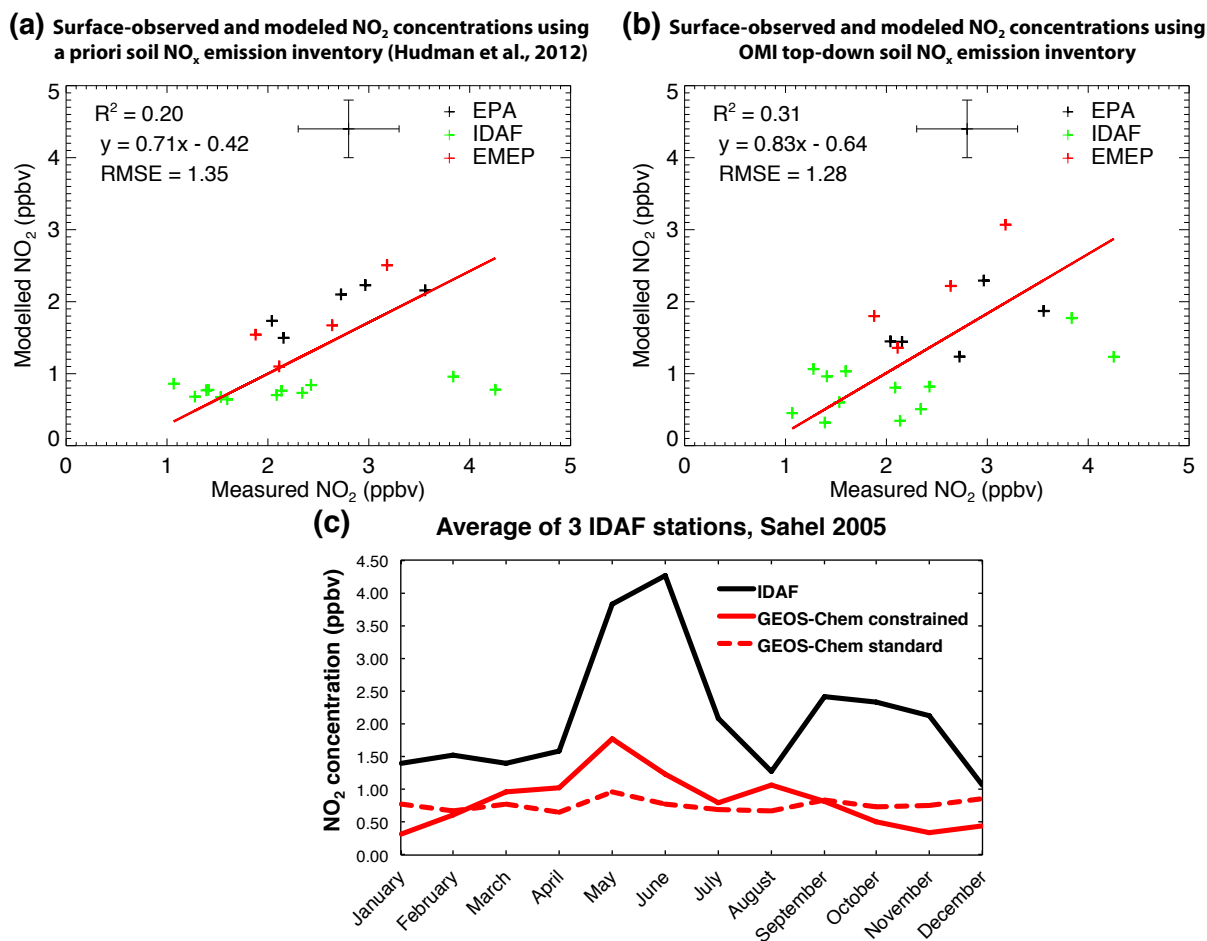 (a) Surface-observed and modeled NO₂ concentrations using
a priori soil NOₓ emission inventory (Hudman et al., 2012)
R² = 0.20
y = 0.71x - 0.42
RMSE = 1.35
EPA
IDAF
EMEP
Modelled NO₂ (ppbv)
5
4
3
2
1
0
0 1 2 3 4 5
Measured NO₂ (ppbv)
(b) Surface-observed and modeled NO₂ concentrations using
OMI top-down soil NOₓ emission inventory
R² = 0.31
y = 0.83x - 0.64
RMSE = 1.28
EPA
IDAF
EMEP
Modelled NO₂ (ppbv)
5
4
3
2
1
0
0 1 2 3 4 5
Measured NO₂ (ppbv)
(c) Average of 3 IDAF stations, Sahel 2005
IDAF
GEOS-Chem constrained
GEOS-Chem standard
NO₂ concentration (ppbv)
4.50
4.00
3.50
3.00
2.50
2.00
1.50
1.00
0.50
0.00
January
February
March
April
May
June
July
August
September
October
November
December